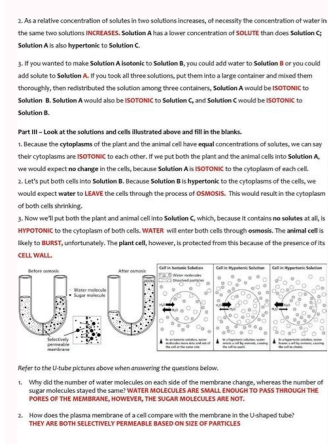 2. As a relative concentration of solutes in two solutions increases, of necessity the concentration of water in
the same two solutions INCREASES. Solution A has a lower concentration of SOLUTE than does Solution C;
Solution A is also hypertonic to Solution C.
3. If you wanted to make Solution A isotonic to Solution B, you could add water to Solution B or you could
add solute to Solution A. If you took all three solutions, put them into a large container and mixed them
thoroughly, then redistributed the solution among three containers, Solution A would be ISOTONIC to
Solution B. Solution A would also be ISOTONIC to Solution C, and Solution C would be ISOTONIC to
Solution B.
Part III – Look at the solutions and cells illustrated above and fill in the blanks.
1. Because the cytoplasms of the plant and the animal cell have equal concentrations of solutes, we can say
their cytoplasms are ISOTONIC to each other. If we put both the plant and the animal cells into Solution A,
we would expect no change in the cells, because Solution A is ISOTONIC to the cytoplasm of each cell.
2. Let's put both cells into Solution B. Because Solution B is hypertonic to the cytoplasms of the cells, we
would expect water to LEAVE the cells through the process of OSMOSIS. This would result in the cytoplasm
of both cells shrinking.
3. Now we'll put both the plant and animal cell into Solution C, which, because it contains no solutes at all, is
HYPOTONIC to the cytoplasm of both cells. WATER will enter both cells through osmosis. The animal cell is
likely to BURST, unfortunately. The plant cell, however, is protected from this because of the presence of its
CELL WALL.
Before osmosis
After osmosis
Water molecule
Sugar molecule
Selectively
permeable
membrane
Cell in Isotonic Solution
Water molecules
Dissolved particles
Cell in Hypotonic Solution
Cell in Hypertonic Solution
Refer to the U-tube pictures above when answering the questions below.
1. Why did the number of water molecules on each side of the membrane change, whereas the number of
sugar molecules stayed the same? WATER MOLECULES ARE SMALL ENOUGH TO PASS THROUGH THE
PORES OF THE MEMBRANE, HOWEVER, THE SUGAR MOLECULES ARE NOT.
2. How does the plasma membrane of a cell compare with the membrane in the U-shaped tube?
THEY ARE BOTH SELECTIVELY PERMEABLE BASED ON SIZE OF PARTICLES